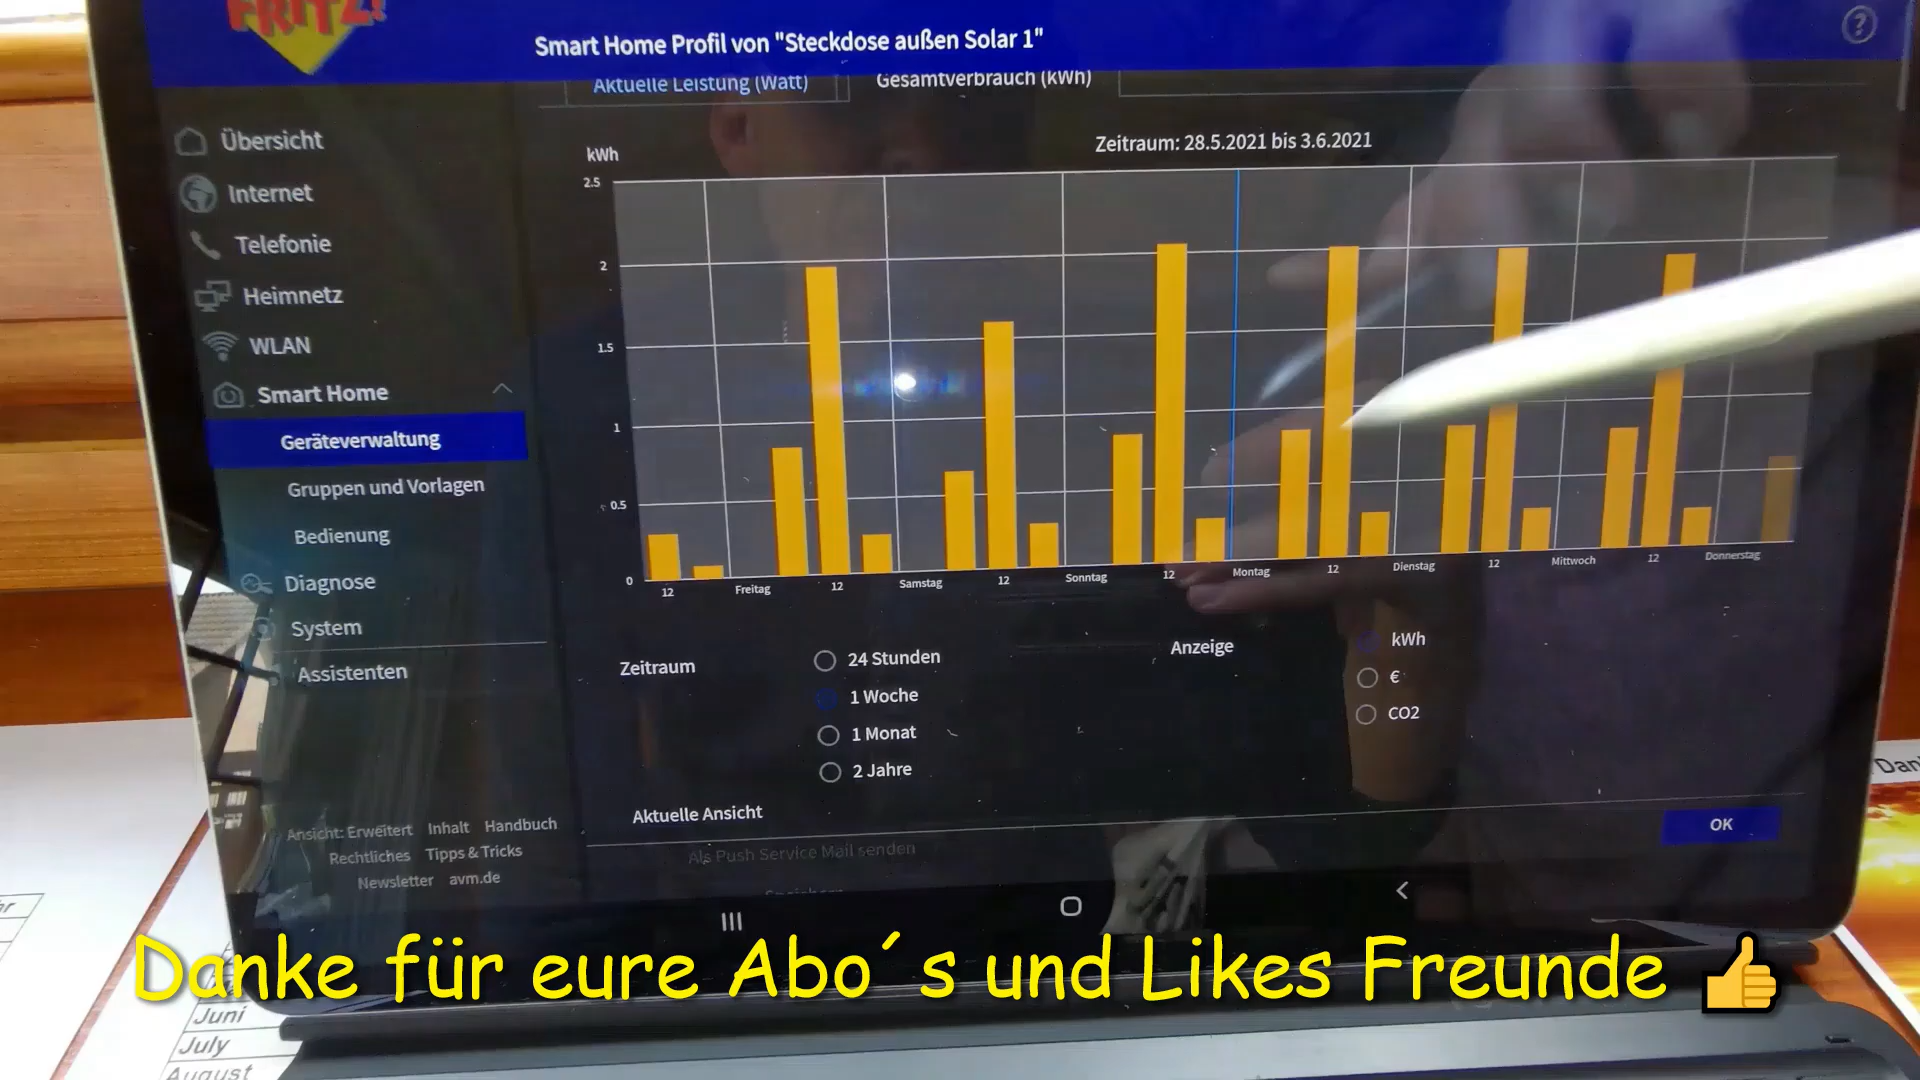 FRITZ!
Smart Home Profil von "Steckdose außen Solar 1"
Aktuelle Leistung (Watt)
Gesamtverbrauch (kWh)
Übersicht
Internet
Telefonie
Heimnetz
WLAN
Smart Home
Geräteverwaltung
Gruppen und Vorlagen
Bedienung
Diagnose
System
Assistenten
Ansicht: Erweitert Inhalt Handbuch
Rechtliches Tipps & Tricks
Newsletter avm.de
Zeitraum: 28.5.2021 bis 3.6.2021
kWh
2.5
2
1.5
1
0.5
0
12 Freitag 12 Samstag 12 Sonntag 12 Montag 12 Dienstag 12 Mittwoch 12 Donnerstag
Zeitraum
24 Stunden
1 Woche
1 Monat
2 Jahre
Anzeige
kWh
€
CO2
Aktuelle Ansicht
Als Push Service Mail senden
OK
Danke für eure Abo´s und Likes Freunde 👍
Juni
July
August